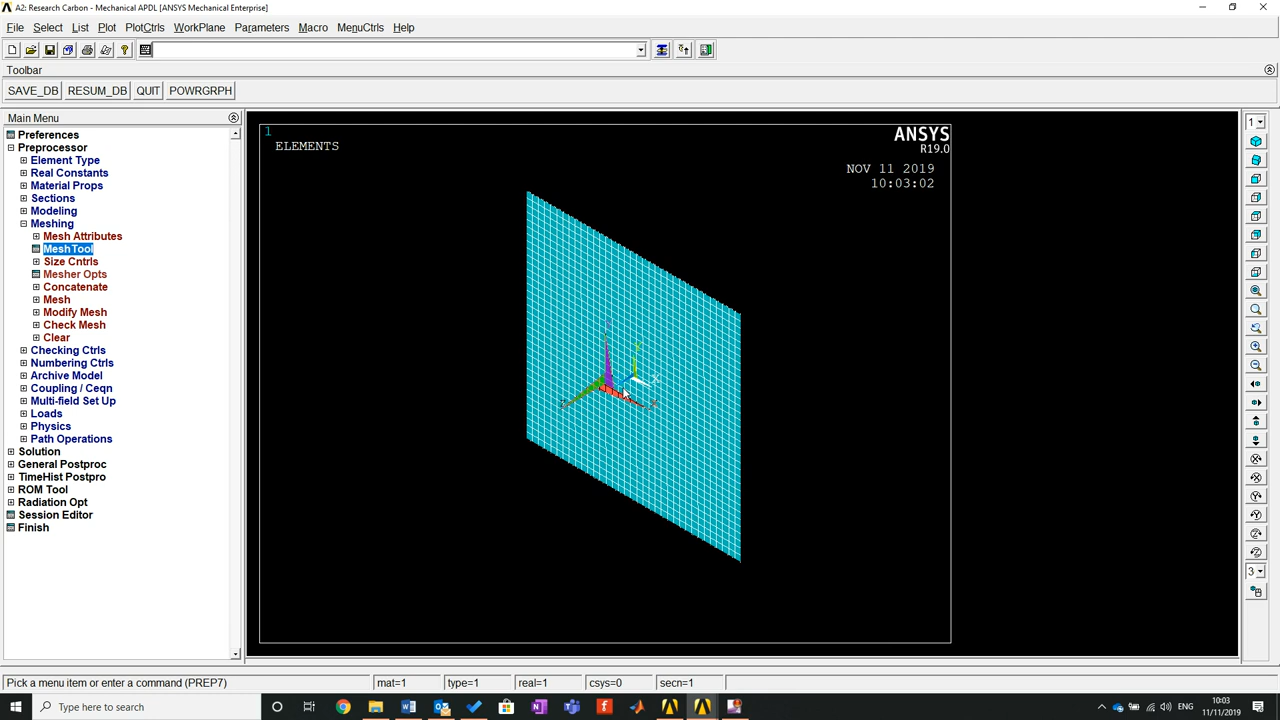 A2: Research Carbon - Mechanical APDL [ANSYS Mechanical Enterprise]
File Select List Plot PlotCtrls WorkPlane Parameters Macro MenuCtrls Help
Toolbar
SAVE_DB RESUM_DB QUIT POWRGRPH
Main Menu
Preferences
Preprocessor
Element Type
Real Constants
Material Props
Sections
Modeling
Meshing
Mesh Attributes
MeshTool
Size Cntrls
Mesher Opts
Concatenate
Mesh
Modify Mesh
Check Mesh
Clear
Checking Ctrls
Numbering Ctrls
Archive Model
Coupling / Ceqn
Multi-field Set Up
Loads
Physics
Path Operations
Solution
General Postproc
TimeHist Postpro
ROM Tool
Radiation Opt
Session Editor
Finish
1
ELEMENTS
ANSYS
R19.0
NOV 11 2019
10:03:02
Y
X
Z
X
1
3
Pick a menu item or enter a command (PREP7)
mat=1
type=1
real=1
csys=0
secn=1
Type here to search
ENG
10:03
11/11/2019